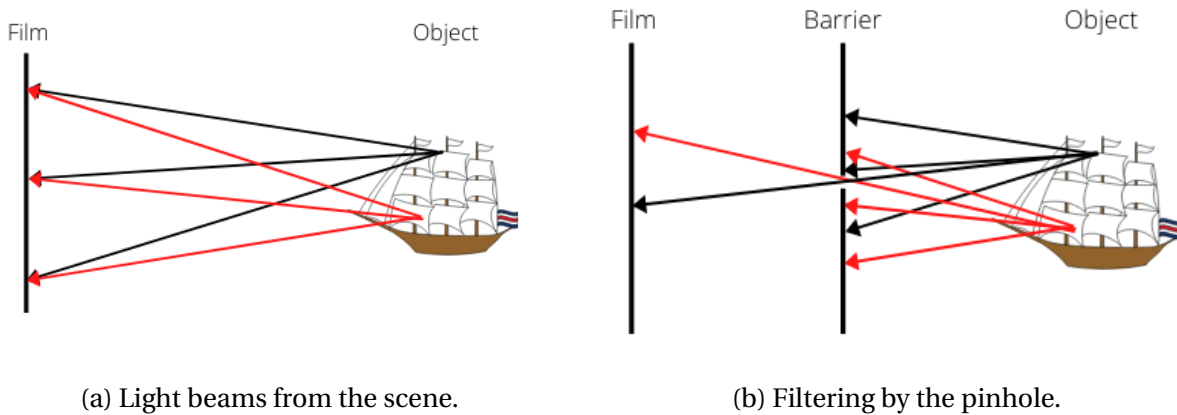 Film
Object
Film
Barrier
Object
(a) Light beams from the scene.
(b) Filtering by the pinhole.